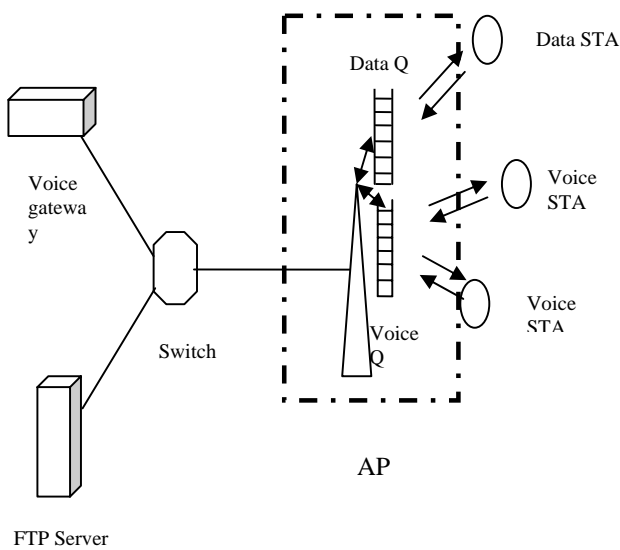 Data STA
Data Q
Voice
gatewa
y
Voice
STA
Voice
STA
Switch
Voice
Q
AP
FTP Server